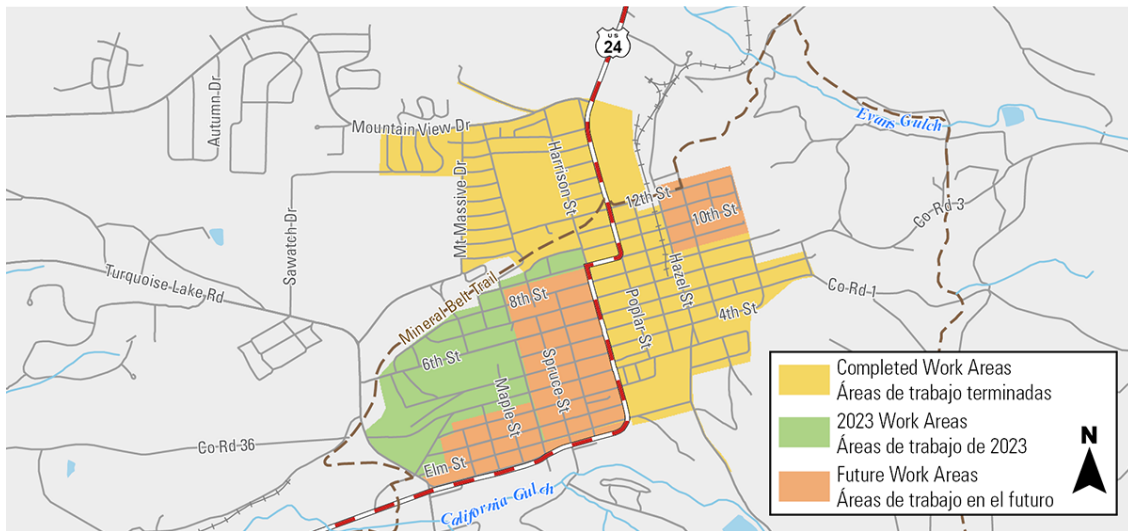 US
24
Autumn-Dr
Mountain View Dr
Evans Gulch
Harrison St
Mt-Massive-Dr
12th St
10th St
Co-Rd 3
Sawatch-Dr
Turquoise Lake Rd
Mineral-Belt-Trail
8th St
Hazel St
Poplar St
4th St
Co-Rd-1
6th St
Spruce St
Maple St
Co-Rd-36
Elm St
California-Gulch
Completed Work Areas
Áreas de trabajo terminadas
2023 Work Areas
Áreas de trabajo de 2023
Future Work Areas
Áreas de trabajo en el futuro
N